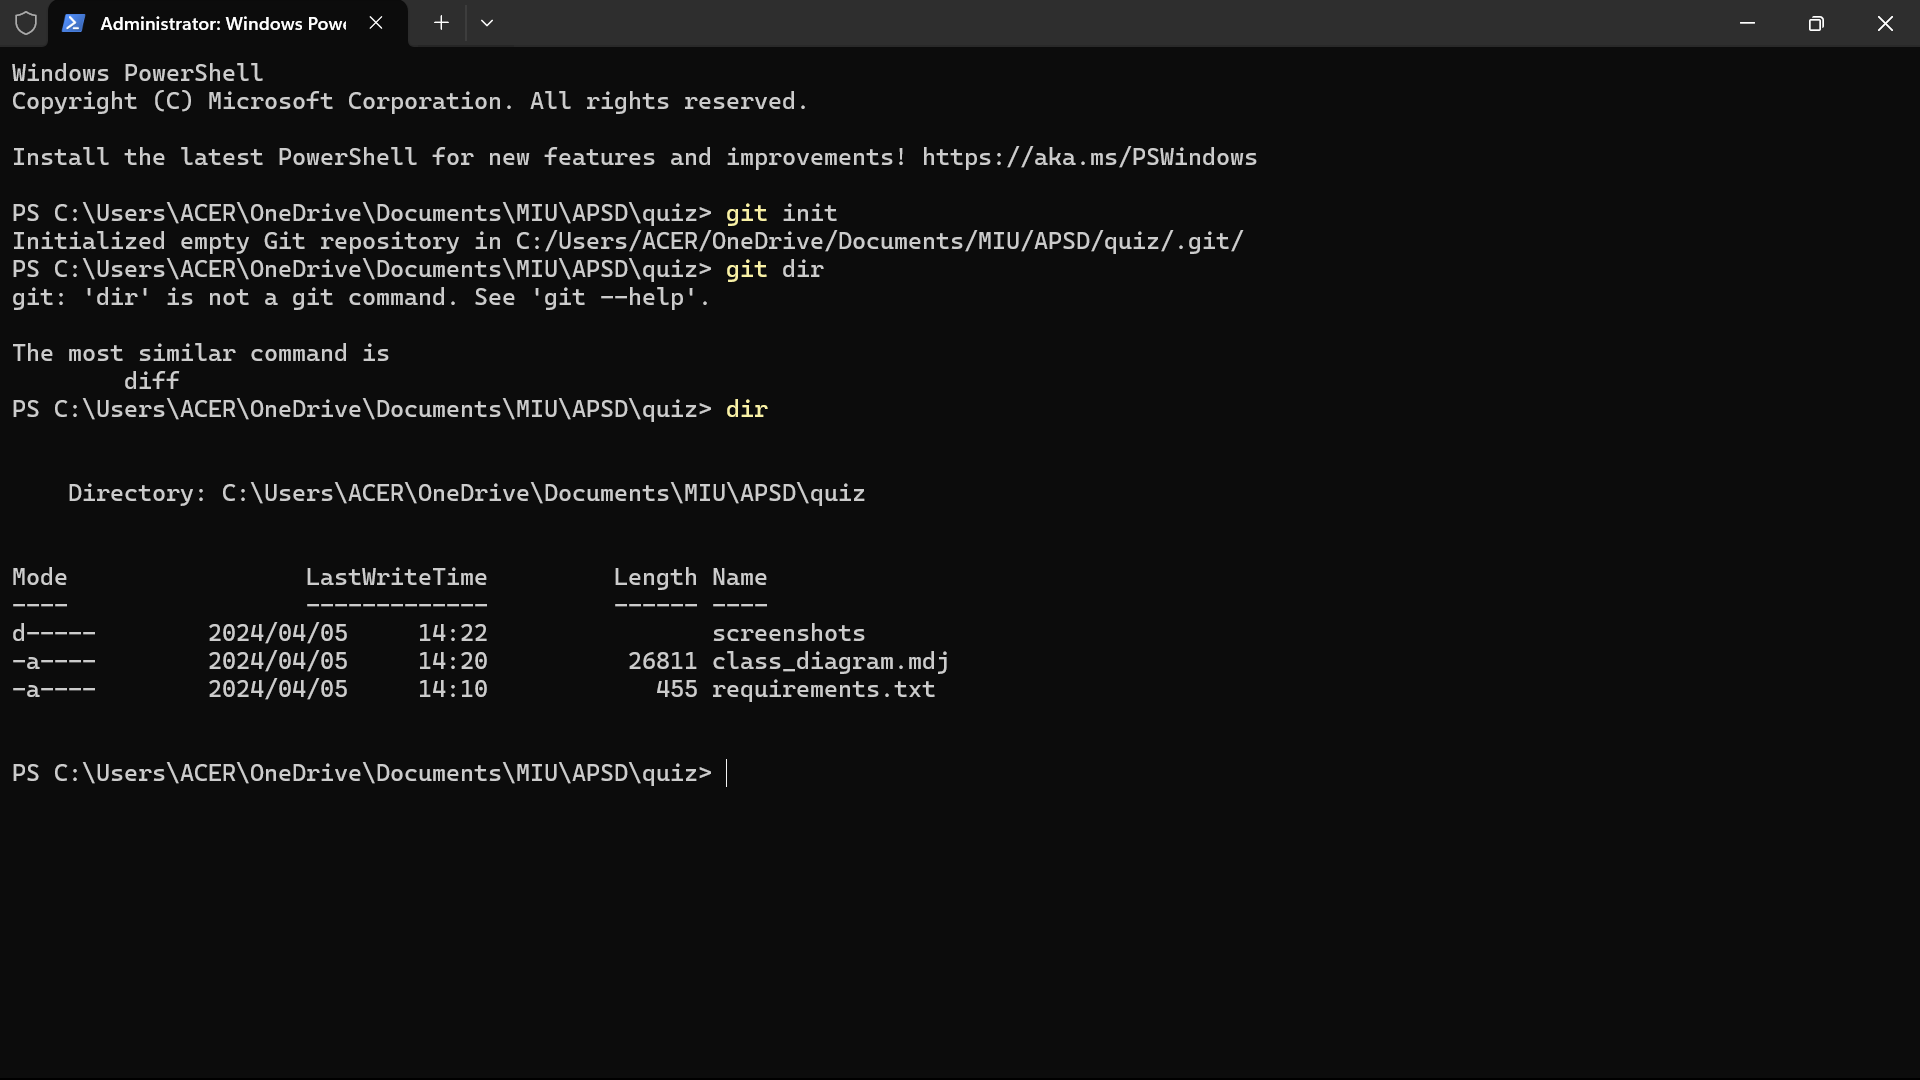 Administrator: Windows Powe
Windows PowerShell
Copyright (C) Microsoft Corporation. All rights reserved.
Install the latest PowerShell for new features and improvements! https://aka.ms/PSWindows
PS C:\Users\ACER\OneDrive\Documents\MIU\APSD\quiz> git init
Initialized empty Git repository in C:/Users/ACER/OneDrive/Documents/MIU/APSD/quiz/.git/
PS C:\Users\ACER\OneDrive\Documents\MIU\APSD\quiz> git dir
git: 'dir' is not a git command. See 'git --help'.
The most similar command is
        diff
PS C:\Users\ACER\OneDrive\Documents\MIU\APSD\quiz> dir
    Directory: C:\Users\ACER\OneDrive\Documents\MIU\APSD\quiz
Mode                 LastWriteTime         Length Name
----                 -------------         ------ ----
d-----        2024/04/05     14:22                screenshots
-a----        2024/04/05     14:20          26811 class_diagram.mdj
-a----        2024/04/05     14:10            455 requirements.txt
PS C:\Users\ACER\OneDrive\Documents\MIU\APSD\quiz>